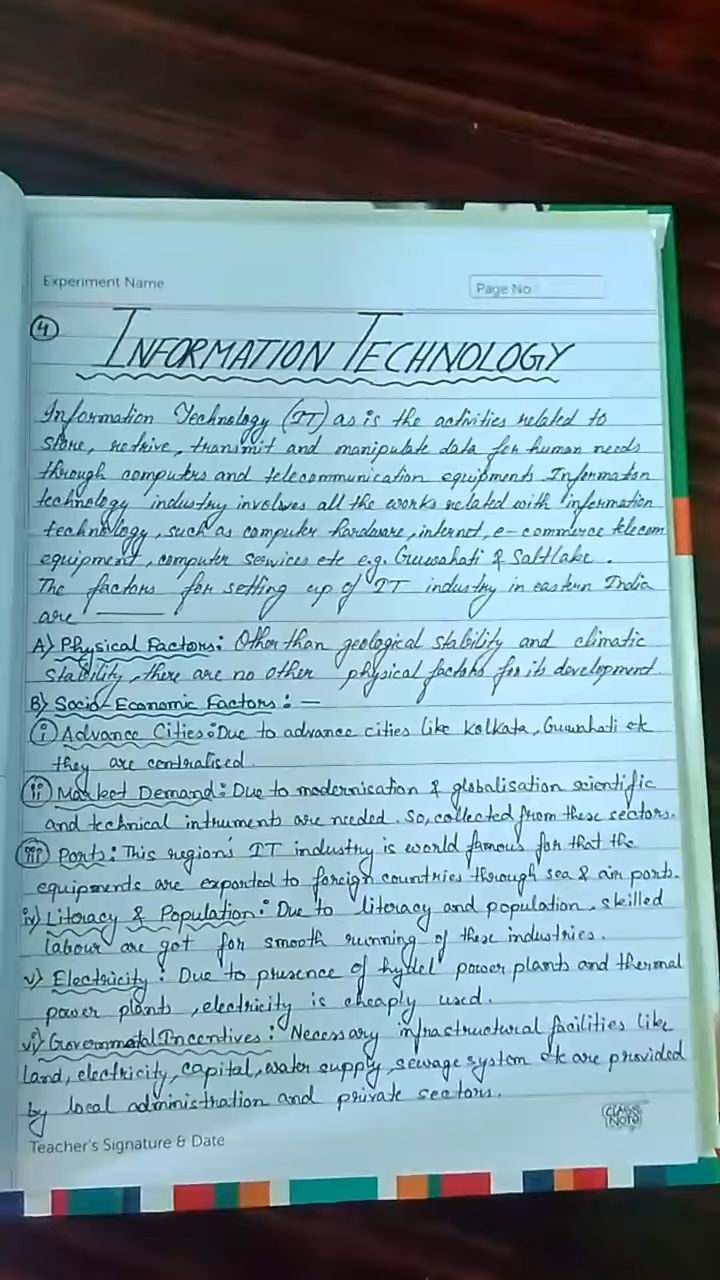 Experiment Name
Page No
4
INFORMATION TECHNOLOGY
Information Technology (IT) as is the activities related to
store, retrive, transmit and manipulate data for human needs
through computers and telecommunication equipments. Informaton
technology industry involves all the works related with information
technology, such as computer hardware, internet, e-commerce telecom
equipment, computer services etc e.g. Guwahati & Saltlake.
The factors for setting up of IT industry in eastern India
are ———
A) Physical Factors: Other than geological stability and climatic
stability, there are no other physical factors for its development.
B) Socio-Economic Factors: —
i) Advance Cities: Due to advance cities like Kolkata, Guwahati etc
they are centralised.
ii) Market Demand: Due to modernisation & globalisation scientific
and technical intruments are needed. So, collected from these sectors.
iii) Ports: This region's IT industry is world famous for that the
equipments are exported to foreign countries through sea & air ports.
iv) Literacy & Population: Due to literacy and population, skilled
labour are got for smooth running of these industries.
v) Electricity: Due to presence of hydel power plants and thermal
power plants, electricity is cheaply used.
vi) Governmetal Incentives: Necessary infrastructural facilities like
land, electricity, capital, water supply, sewage system etc are provided
by local administration and private sectors.
CLASS NOTE
Teacher's Signature & Date